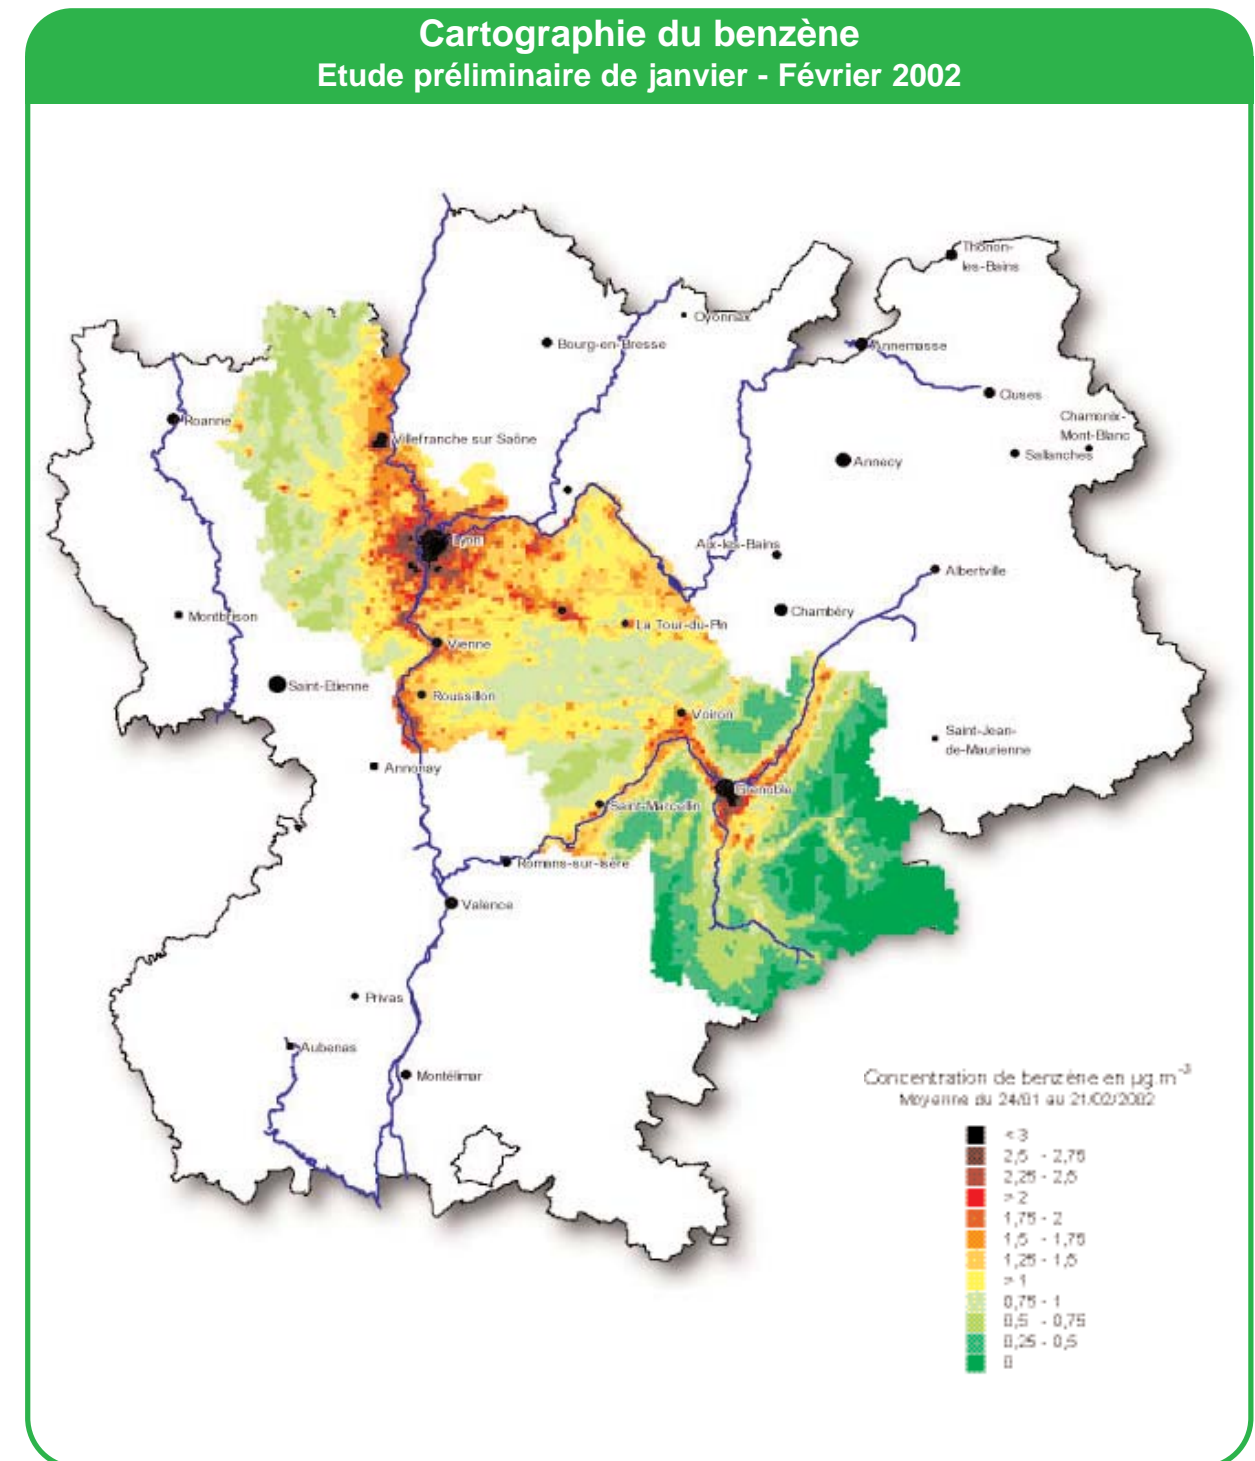 Cartographie du benzène
Etude préliminaire de janvier - Février 2002
Thonon-
les-Bains
Oyonnax
Bourg-en-Bresse
Annemasse
Cluses
Roanne
Chamonix-
Mont-Blanc
Villefranche sur Saône
Sallanches
Annecy
Lyon
Aix-les-Bains
Albertville
Chambéry
Montbrison
La Tour-du-Pin
Vienne
Saint-Etienne
Roussillon
Voiron
Saint-Jean-
de-Maurienne
Annonay
Grenoble
Saint-Marcellin
Romans-sur-Isère
Valence
Privas
Aubenas
Montélimar
Concentration de benzène en µg.m-3
Moyenne du 24/01 au 21/02/2002
< 3
2,5 - 2,75
2,25 - 2,5
> 2
1,75 - 2
1,5 - 1,75
1,25 - 1,5
> 1
0,75 - 1
0,5 - 0,75
0,25 - 0,5
0